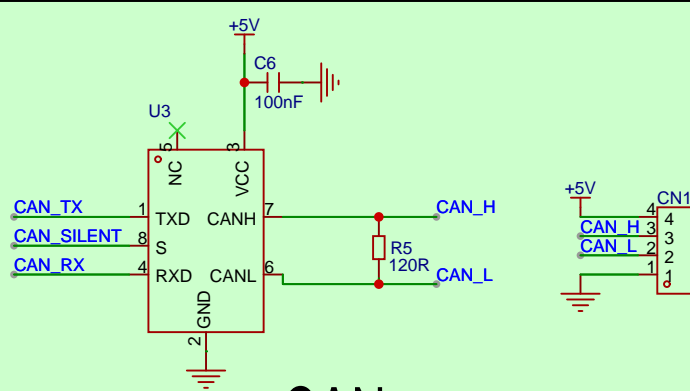 +5V
C6
100nF
U3
5
3
NC
VCC
CAN_TX
1
TXD
CANH
7
CAN_H
CAN_SILENT
8
S
R5
120R
CAN_RX
4
RXD
CANL
6
CAN_L
GND
2
+5V
CN1
4
4
CAN_H
3
3
CAN_L
2
2
1
1